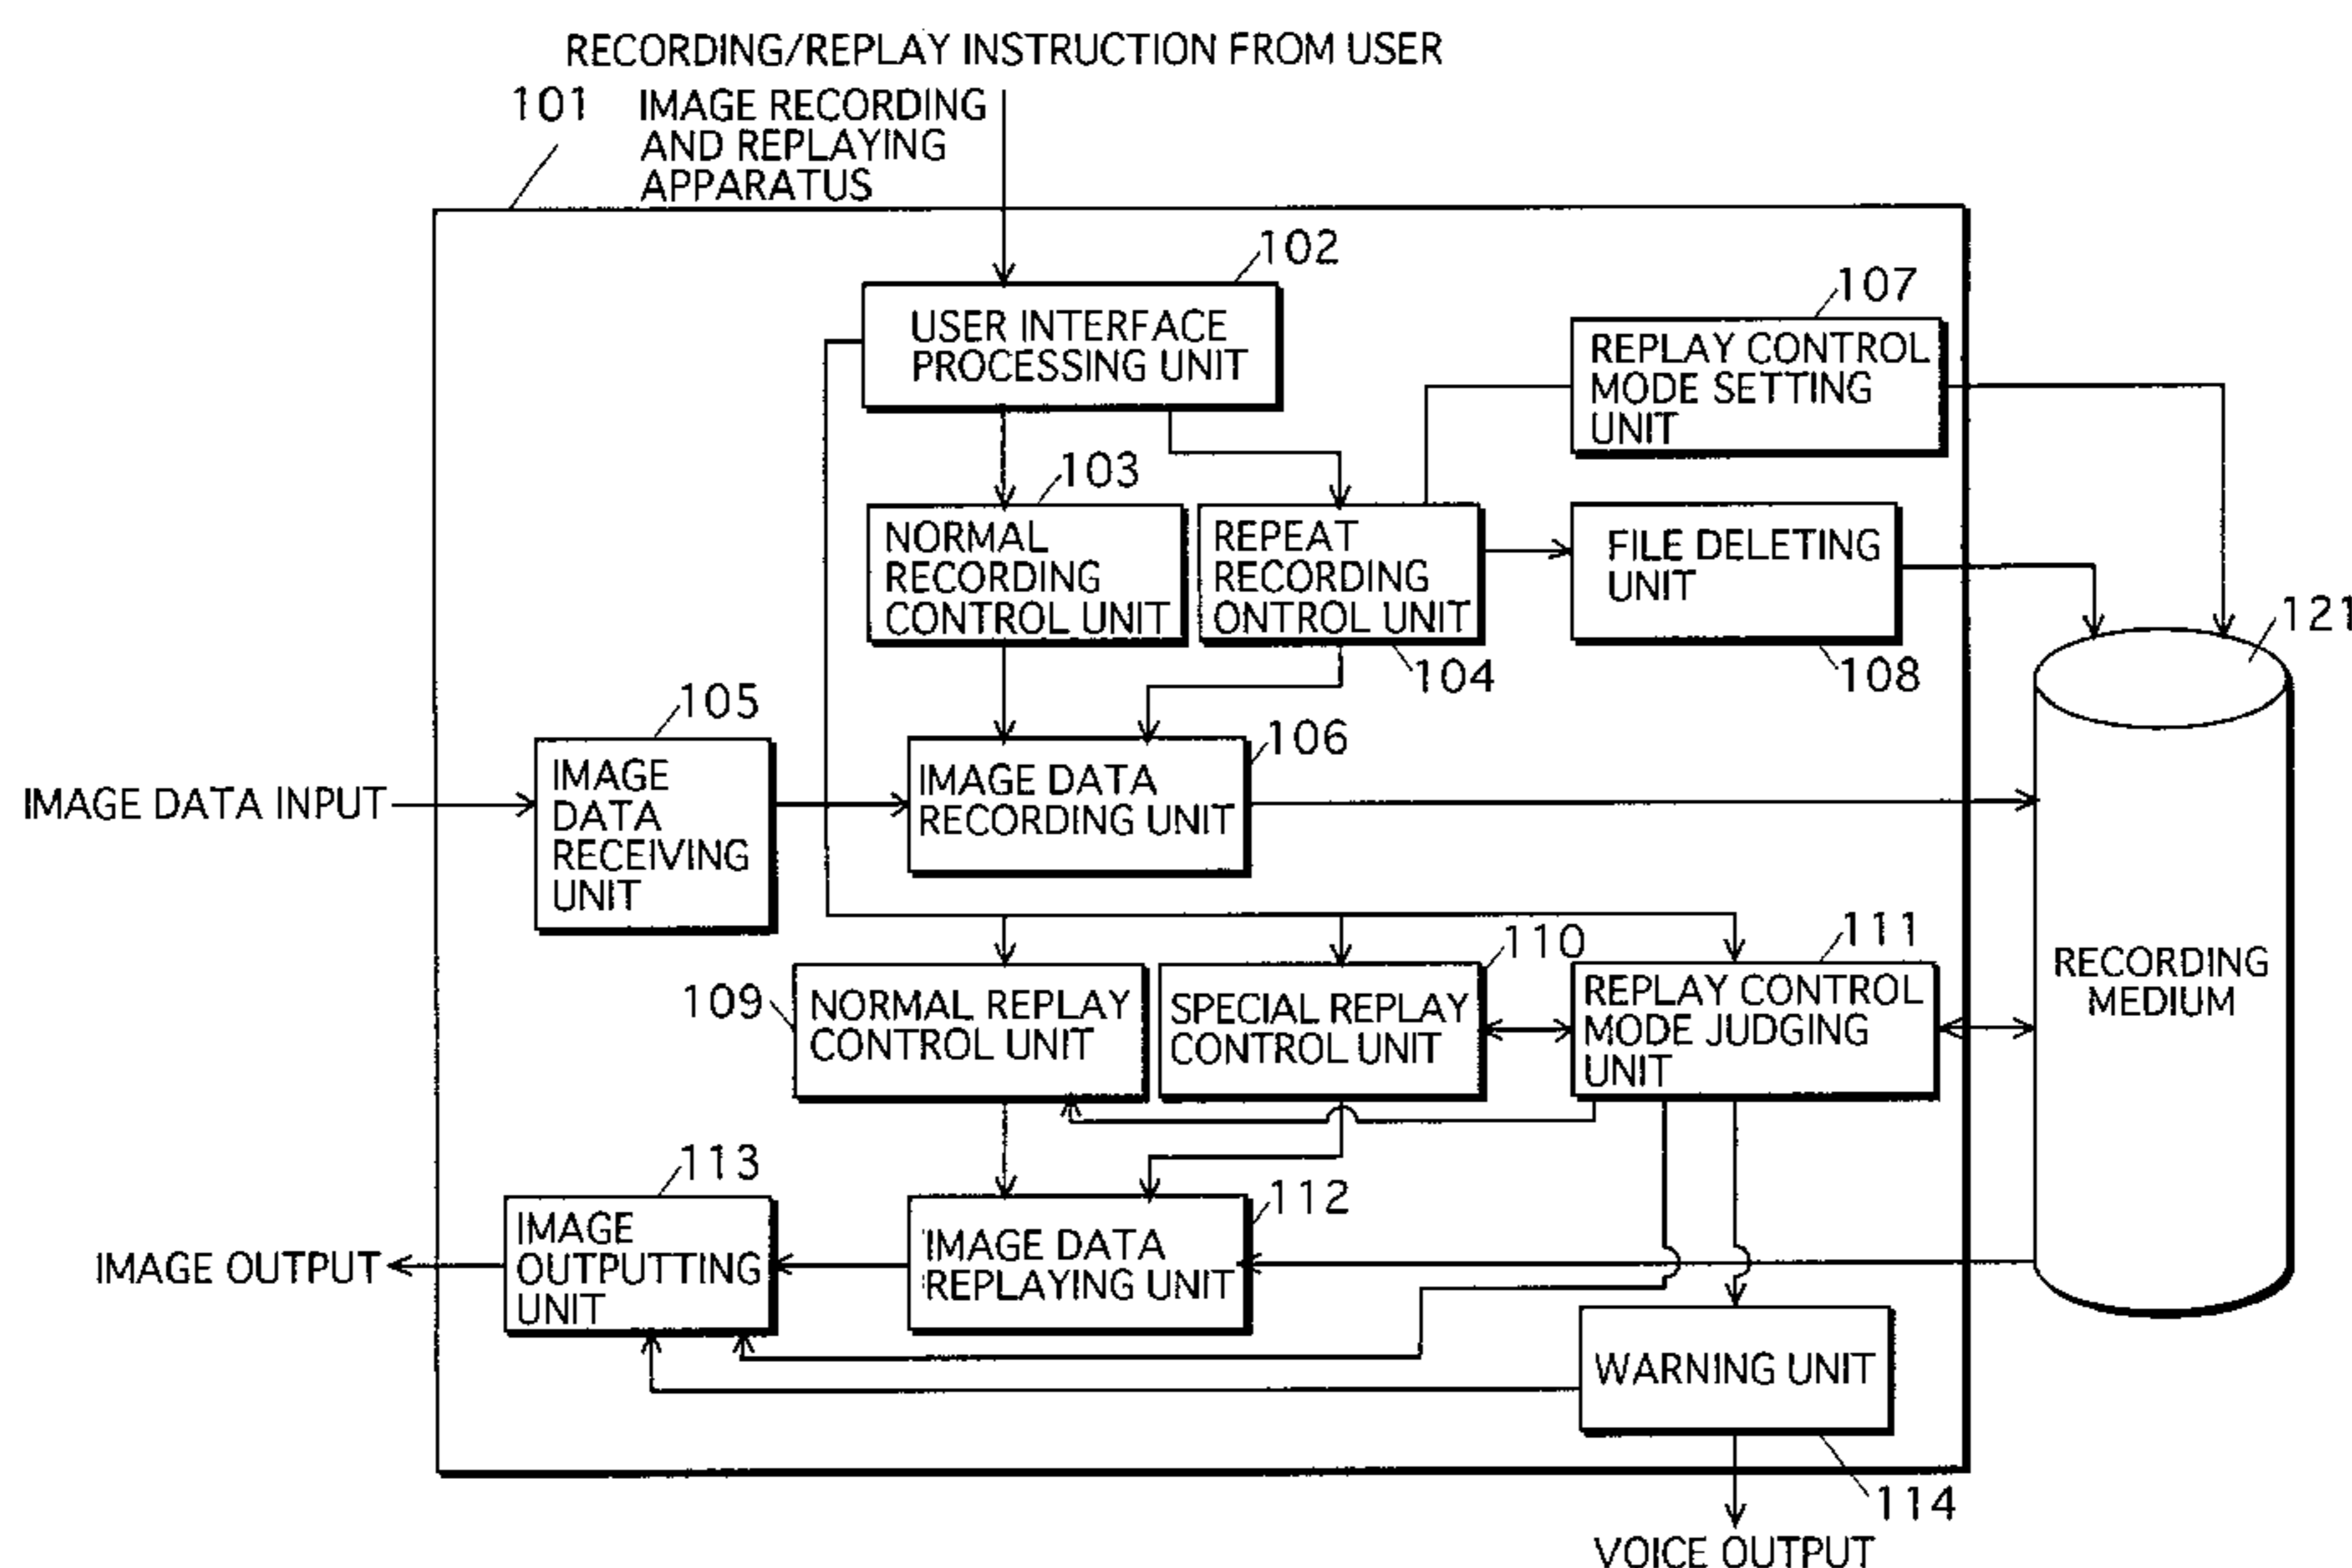 RECORDING/REPLAY INSTRUCTION FROM USER
101
IMAGE RECORDING
AND REPLAYING
APPARATUS
102
USER INTERFACE
PROCESSING UNIT
107
REPLAY CONTROL
MODE SETTING
UNIT
103
NORMAL
RECORDING
CONTROL UNIT
REPEAT
RECORDING
ONTROL UNIT
104
FILE DELETING
UNIT
108
121
105
IMAGE DATA INPUT
IMAGE
DATA
RECEIVING
UNIT
106
IMAGE DATA
RECORDING UNIT
RECORDING
MEDIUM
109
NORMAL REPLAY
CONTROL UNIT
110
SPECIAL REPLAY
CONTROL UNIT
111
REPLAY CONTROL
MODE JUDGING
UNIT
113
IMAGE OUTPUT
IMAGE
OUTPUTTING
UNIT
112
IMAGE DATA
REPLAYING UNIT
WARNING UNIT
114
VOICE OUTPUT